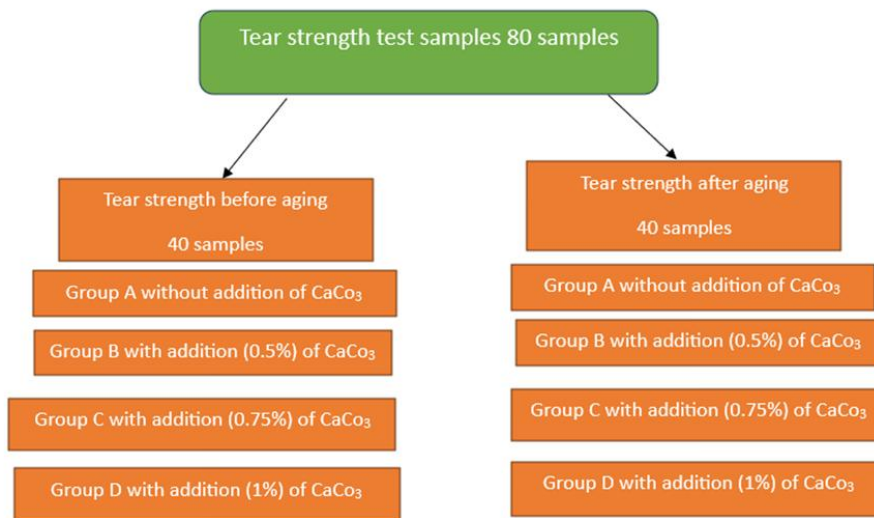 Tear strength test samples 80 samples
Tear strength before aging
40 samples
Group A without addition of CaCo₃
Group B with addition (0.5%) of CaCo₃
Group C with addition (0.75%) of CaCo₃
Group D with addition (1%) of CaCo₃
Tear strength after aging
40 samples
Group A without addition of CaCo₃
Group B with addition (0.5%) of CaCo₃
Group C with addition (0.75%) of CaCo₃
Group D with addition (1%) of CaCo₃